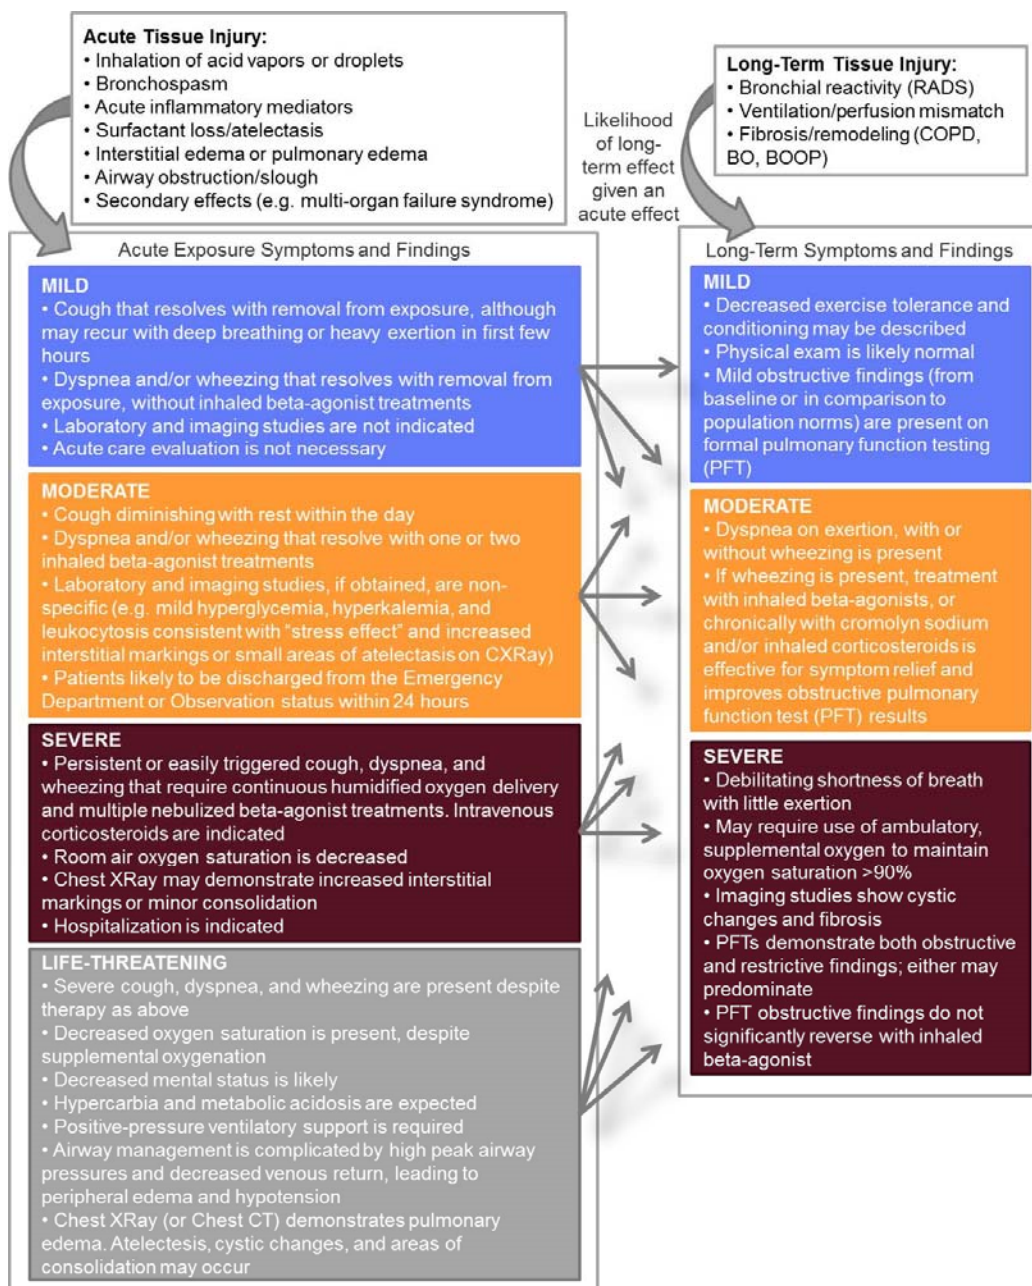 Acute Tissue Injury:
• Inhalation of acid vapors or droplets
• Bronchospasm
• Acute inflammatory mediators
• Surfactant loss/atelectasis
• Interstitial edema or pulmonary edema
• Airway obstruction/slough
• Secondary effects (e.g. multi-organ failure syndrome)
Likelihood
of long-
term effect
given an
acute effect
Long-Term Tissue Injury:
• Bronchial reactivity (RADS)
• Ventilation/perfusion mismatch
• Fibrosis/remodeling (COPD,
BO, BOOP)
Acute Exposure Symptoms and Findings
MILD
• Cough that resolves with removal from exposure, although
may recur with deep breathing or heavy exertion in first few
hours
• Dyspnea and/or wheezing that resolves with removal from
exposure, without inhaled beta-agonist treatments
• Laboratory and imaging studies are not indicated
• Acute care evaluation is not necessary
MODERATE
• Cough diminishing with rest within the day
• Dyspnea and/or wheezing that resolve with one or two
inhaled beta-agonist treatments
• Laboratory and imaging studies, if obtained, are non-
specific (e.g. mild hyperglycemia, hyperkalemia, and
leukocytosis consistent with "stress effect" and increased
interstitial markings or small areas of atelectasis on CXRay)
• Patients likely to be discharged from the Emergency
Department or Observation status within 24 hours
SEVERE
• Persistent or easily triggered cough, dyspnea, and
wheezing that require continuous humidified oxygen delivery
and multiple nebulized beta-agonist treatments. Intravenous
corticosteroids are indicated
• Room air oxygen saturation is decreased
• Chest XRay may demonstrate increased interstitial
markings or minor consolidation
• Hospitalization is indicated
LIFE-THREATENING
• Severe cough, dyspnea, and wheezing are present despite
therapy as above
• Decreased oxygen saturation is present, despite
supplemental oxygenation
• Decreased mental status is likely
• Hypercarbia and metabolic acidosis are expected
• Positive-pressure ventilatory support is required
• Airway management is complicated by high peak airway
pressures and decreased venous return, leading to
peripheral edema and hypotension
• Chest XRay (or Chest CT) demonstrates pulmonary
edema. Atelectesis, cystic changes, and areas of
consolidation may occur
Long-Term Symptoms and Findings
MILD
• Decreased exercise tolerance and
conditioning may be described
• Physical exam is likely normal
• Mild obstructive findings (from
baseline or in comparison to
population norms) are present on
formal pulmonary function testing
(PFT)
MODERATE
• Dyspnea on exertion, with or
without wheezing is present
• If wheezing is present, treatment
with inhaled beta-agonists, or
chronically with cromolyn sodium
and/or inhaled corticosteroids is
effective for symptom relief and
improves obstructive pulmonary
function test (PFT) results
SEVERE
• Debilitating shortness of breath
with little exertion
• May require use of ambulatory,
supplemental oxygen to maintain
oxygen saturation >90%
• Imaging studies show cystic
changes and fibrosis
• PFTs demonstrate both obstructive
and restrictive findings; either may
predominate
• PFT obstructive findings do not
significantly reverse with inhaled
beta-agonist